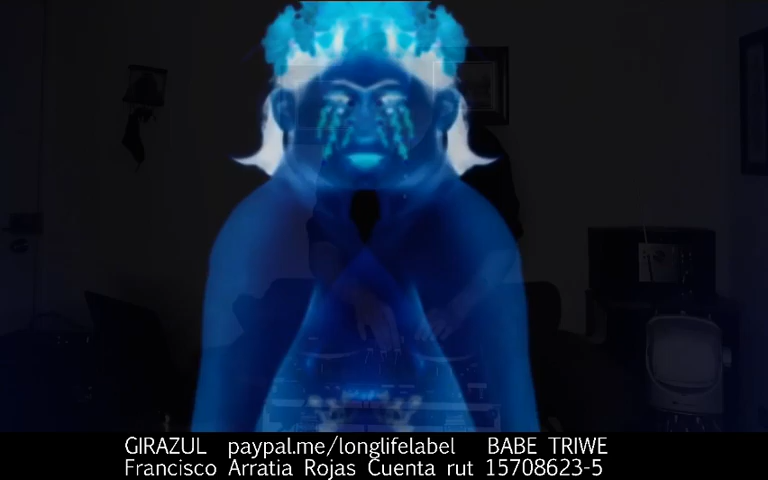 GIRAZUL paypal.me/longlifelabel BABE TRIWE
Francisco Arratia Rojas Cuenta rut 15708623-5